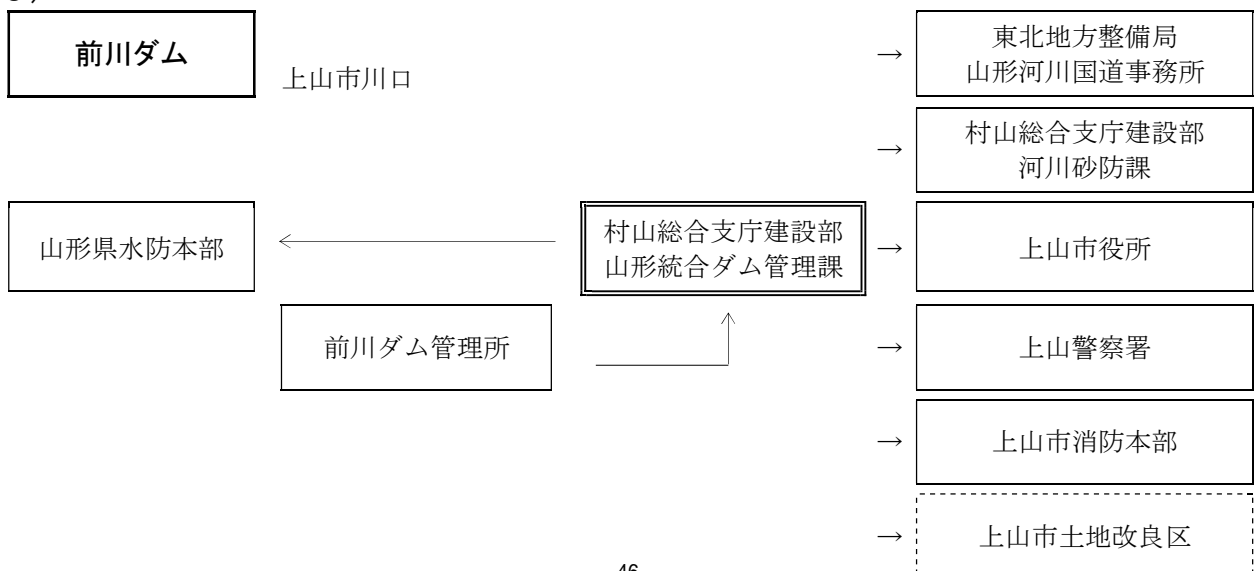 前川ダム
上山市川口
→
東北地方整備局
山形河川国道事務所
→
村山総合支庁建設部
河川砂防課
山形県水防本部
村山総合支庁建設部
山形統合ダム管理課
→
上山市役所
前川ダム管理所
→
上山警察署
→
上山市消防本部
→
上山市土地改良区
46